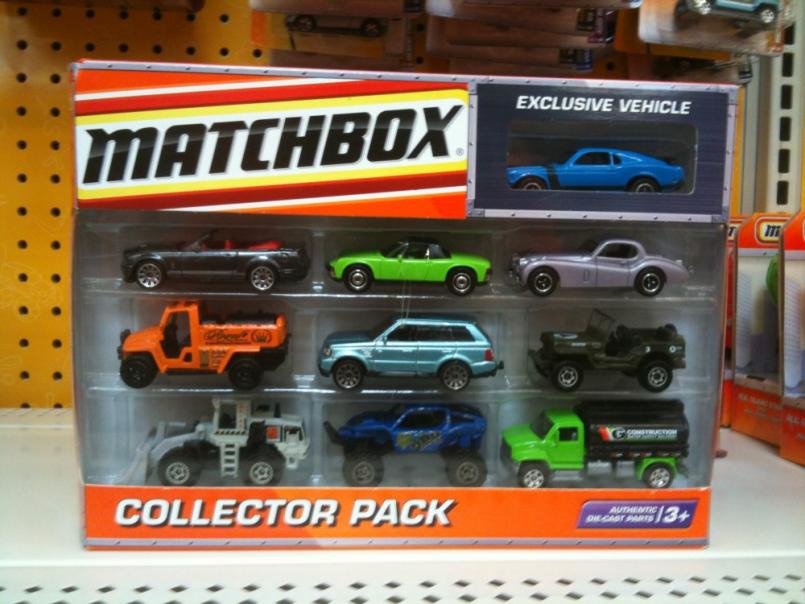 MATCHBOX®
EXCLUSIVE VEHICLE
G CONSTRUCTION
COLLECTOR PACK
AUTHENTIC
DIE-CAST PARTS
3+
M